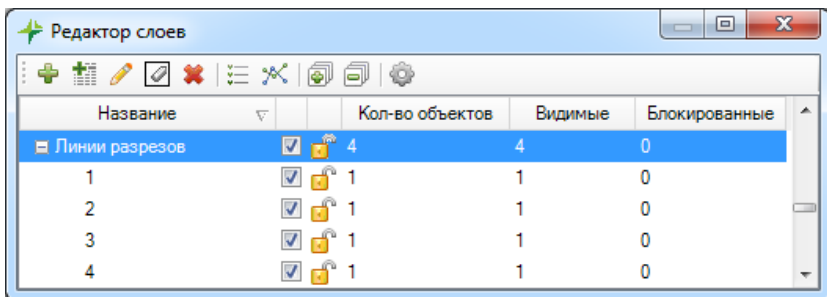 Редактор слоев
Название Кол-во объектов Видимые Блокированные
Линии разрезов 4 4 0
1 1 1 0
2 1 1 0
3 1 1 0
4 1 1 0